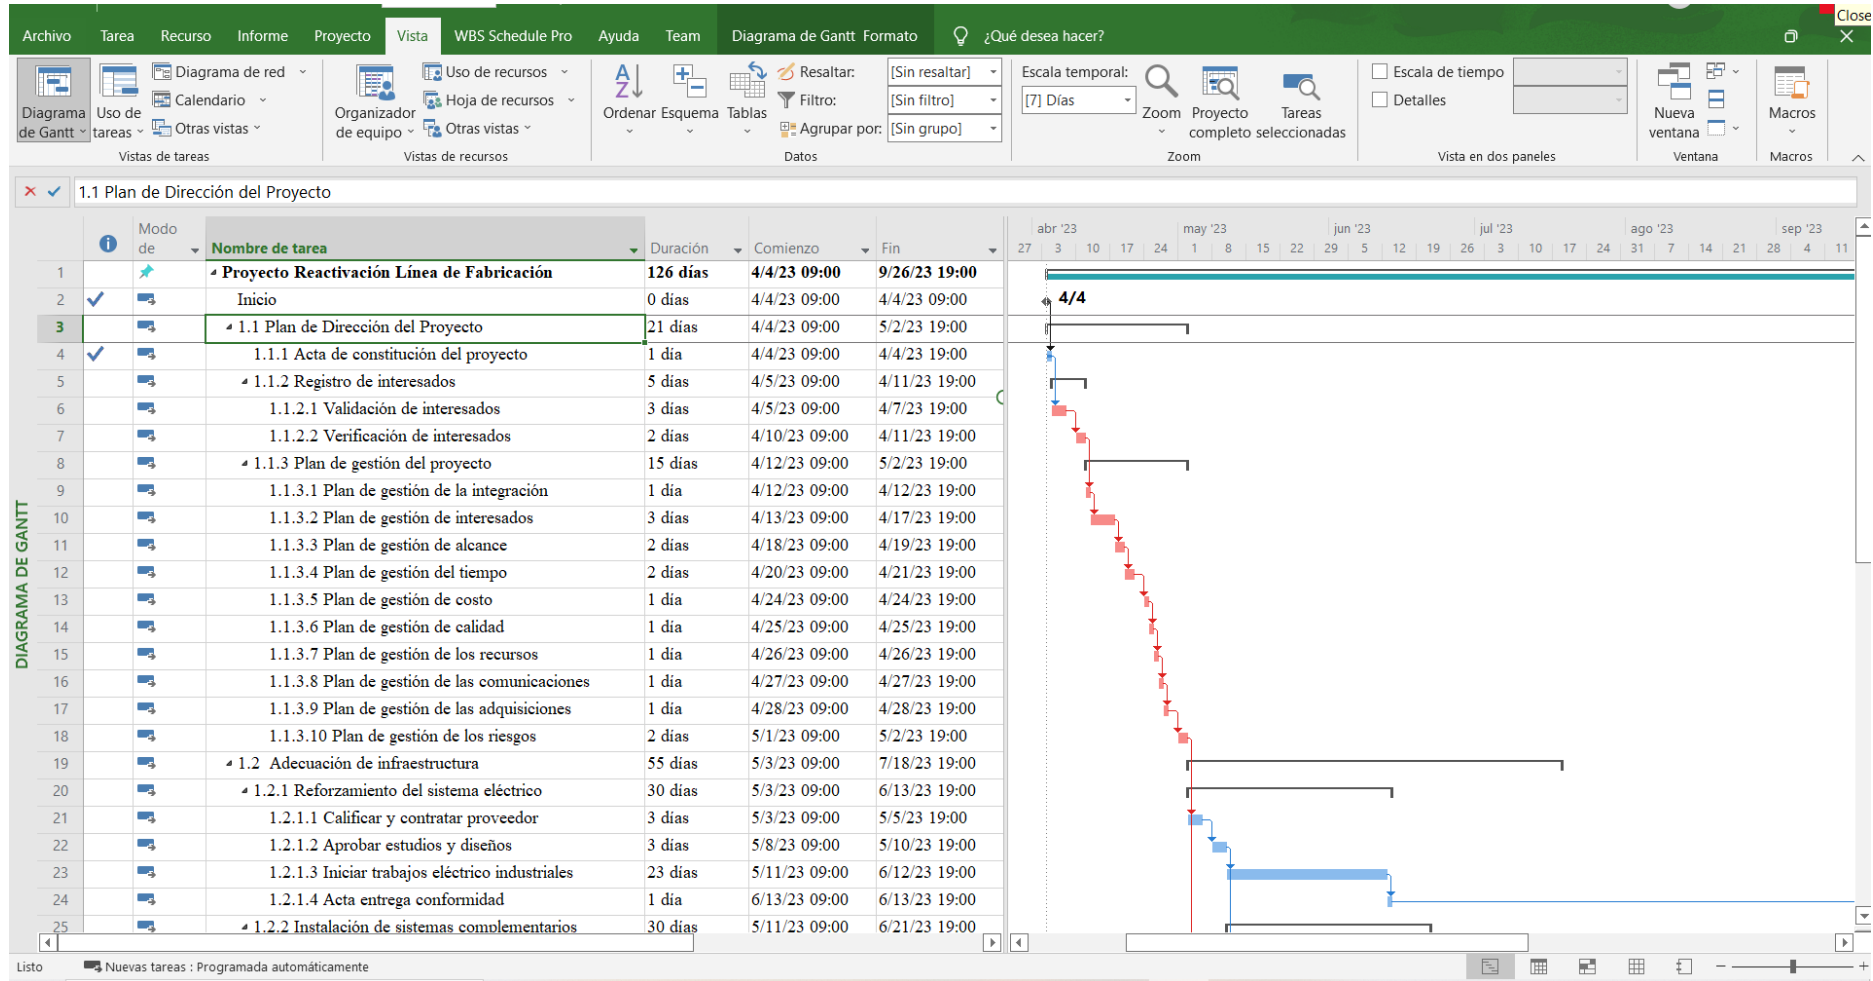 Close
Archivo Tarea Recurso Informe Proyecto Vista WBS Schedule Pro Ayuda Team Diagrama de Gantt Formato ¿Qué desea hacer?
Diagrama de Gantt
Uso de tareas
Diagrama de red
Calendario
Otras vistas
Vistas de tareas
Organizador de equipo
Uso de recursos
Hoja de recursos
Otras vistas
Vistas de recursos
Ordenar Esquema Tablas
Resaltar: [Sin resaltar]
Filtro: [Sin filtro]
Agrupar por: [Sin grupo]
Datos
Escala temporal:
[7] Días
Zoom
Proyecto completo
Tareas seleccionadas
Zoom
Escala de tiempo
Detalles
Vista en dos paneles
Nueva ventana
Ventana
Macros
Macros
1.1 Plan de Dirección del Proyecto
Modo de Nombre de tarea Duración Comienzo Fin
abr '23 may '23 jun '23 jul '23 ago '23 sep '23
27 3 10 17 24 1 8 15 22 29 5 12 19 26 3 10 17 24 31 7 14 21 28 4 11
1 Proyecto Reactivación Línea de Fabricación 126 días 4/4/23 09:00 9/26/23 19:00
2 Inicio 0 días 4/4/23 09:00 4/4/23 09:00 4/4
3 1.1 Plan de Dirección del Proyecto 21 días 4/4/23 09:00 5/2/23 19:00
4 1.1.1 Acta de constitución del proyecto 1 día 4/4/23 09:00 4/4/23 19:00
5 1.1.2 Registro de interesados 5 días 4/5/23 09:00 4/11/23 19:00
6 1.1.2.1 Validación de interesados 3 días 4/5/23 09:00 4/7/23 19:00
7 1.1.2.2 Verificación de interesados 2 días 4/10/23 09:00 4/11/23 19:00
8 1.1.3 Plan de gestión del proyecto 15 días 4/12/23 09:00 5/2/23 19:00
9 1.1.3.1 Plan de gestión de la integración 1 día 4/12/23 09:00 4/12/23 19:00
10 1.1.3.2 Plan de gestión de interesados 3 días 4/13/23 09:00 4/17/23 19:00
11 1.1.3.3 Plan de gestión de alcance 2 días 4/18/23 09:00 4/19/23 19:00
12 1.1.3.4 Plan de gestión del tiempo 2 días 4/20/23 09:00 4/21/23 19:00
13 1.1.3.5 Plan de gestión de costo 1 día 4/24/23 09:00 4/24/23 19:00
14 1.1.3.6 Plan de gestión de calidad 1 día 4/25/23 09:00 4/25/23 19:00
15 1.1.3.7 Plan de gestión de los recursos 1 día 4/26/23 09:00 4/26/23 19:00
16 1.1.3.8 Plan de gestión de las comunicaciones 1 día 4/27/23 09:00 4/27/23 19:00
17 1.1.3.9 Plan de gestión de las adquisiciones 1 día 4/28/23 09:00 4/28/23 19:00
18 1.1.3.10 Plan de gestión de los riesgos 2 días 5/1/23 09:00 5/2/23 19:00
19 1.2 Adecuación de infraestructura 55 días 5/3/23 09:00 7/18/23 19:00
20 1.2.1 Reforzamiento del sistema eléctrico 30 días 5/3/23 09:00 6/13/23 19:00
21 1.2.1.1 Calificar y contratar proveedor 3 días 5/3/23 09:00 5/5/23 19:00
22 1.2.1.2 Aprobar estudios y diseños 3 días 5/8/23 09:00 5/10/23 19:00
23 1.2.1.3 Iniciar trabajos eléctrico industriales 23 días 5/11/23 09:00 6/12/23 19:00
24 1.2.1.4 Acta entrega conformidad 1 día 6/13/23 09:00 6/13/23 19:00
25 1.2.2 Instalación de sistemas complementarios 30 días 5/11/23 09:00 6/21/23 19:00
DIAGRAMA DE GANTT
Listo Nuevas tareas : Programada automáticamente